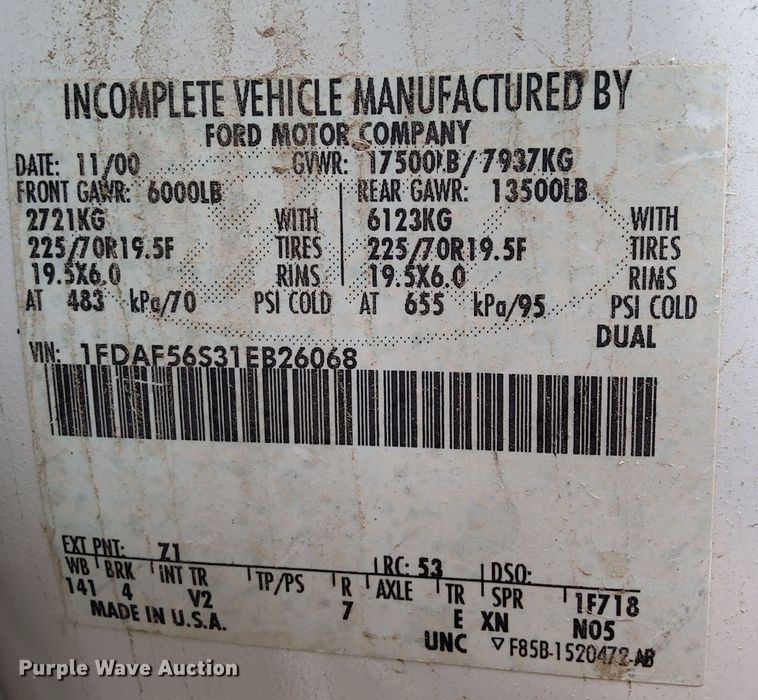 INCOMPLETE VEHICLE MANUFACTURED BY
FORD MOTOR COMPANY
DATE: 11/00 GVWR: 17500LB/7937KG
FRONT GAWR: 6000LB REAR GAWR: 13500LB
2721KG WITH 6123KG WITH
225/70R19.5F TIRES 225/70R19.5F TIRES
19.5X6.0 RIMS 19.5X6.0 RIMS
AT 483 kPa/70 PSI COLD AT 655 kPa/95 PSI COLD
DUAL
VIN: 1FDAF56S31EB26068
EXT PNT: Z1 RC: 53 DSO:
WB BRK INT TR TP/PS R AXLE TR SPR 1F718
141 4 V2 7 E XN N05
MADE IN U.S.A. UNC ▽F85B-1520472-AB
Purple Wave Auction